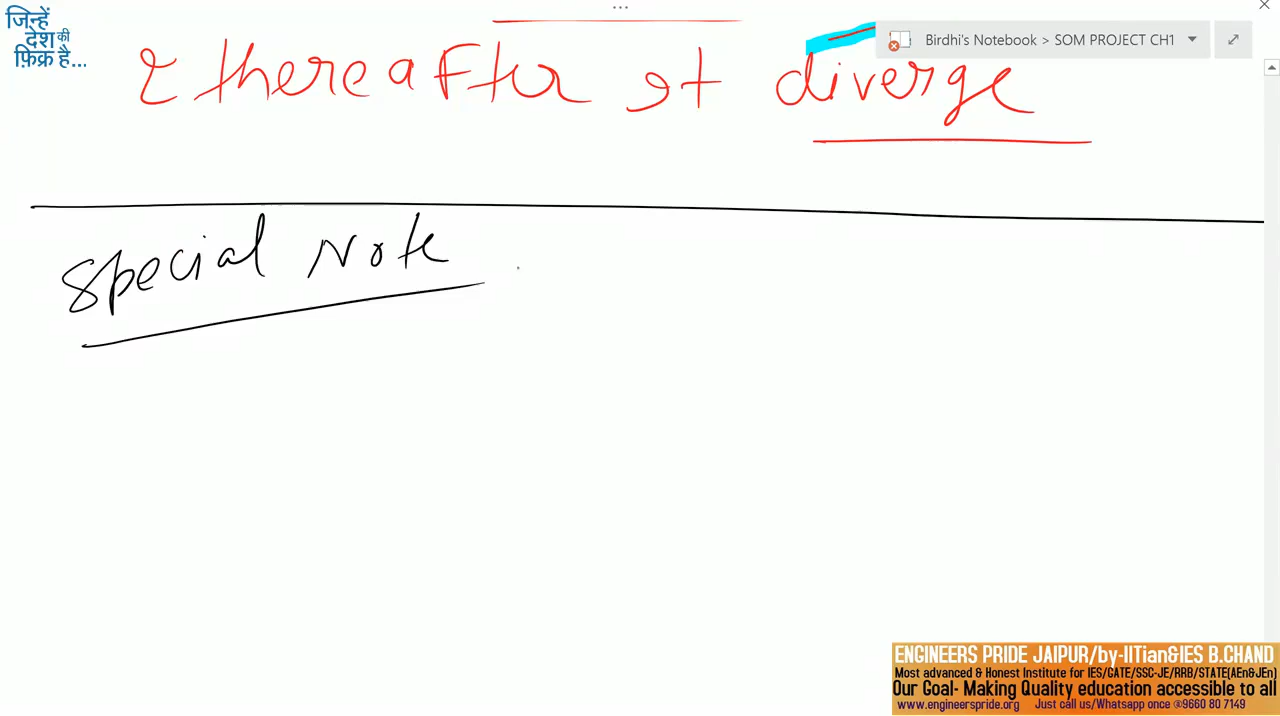 जिन्हें
देश की
फ़िक्र है...
Birdhi's Notebook > SOM PROJECT CH1
& thereafter it diverge
Special Note
ENGINEERS PRIDE JAIPUR/by-IITian&IES B.CHAND
Most advanced & Honest Institute for IES/GATE/SSC-JE/RRB/STATE(AEn&JEn)
Our Goal- Making Quality education accessible to all
www.engineerspride.org Just call us/Whatsapp once @9660 80 7149